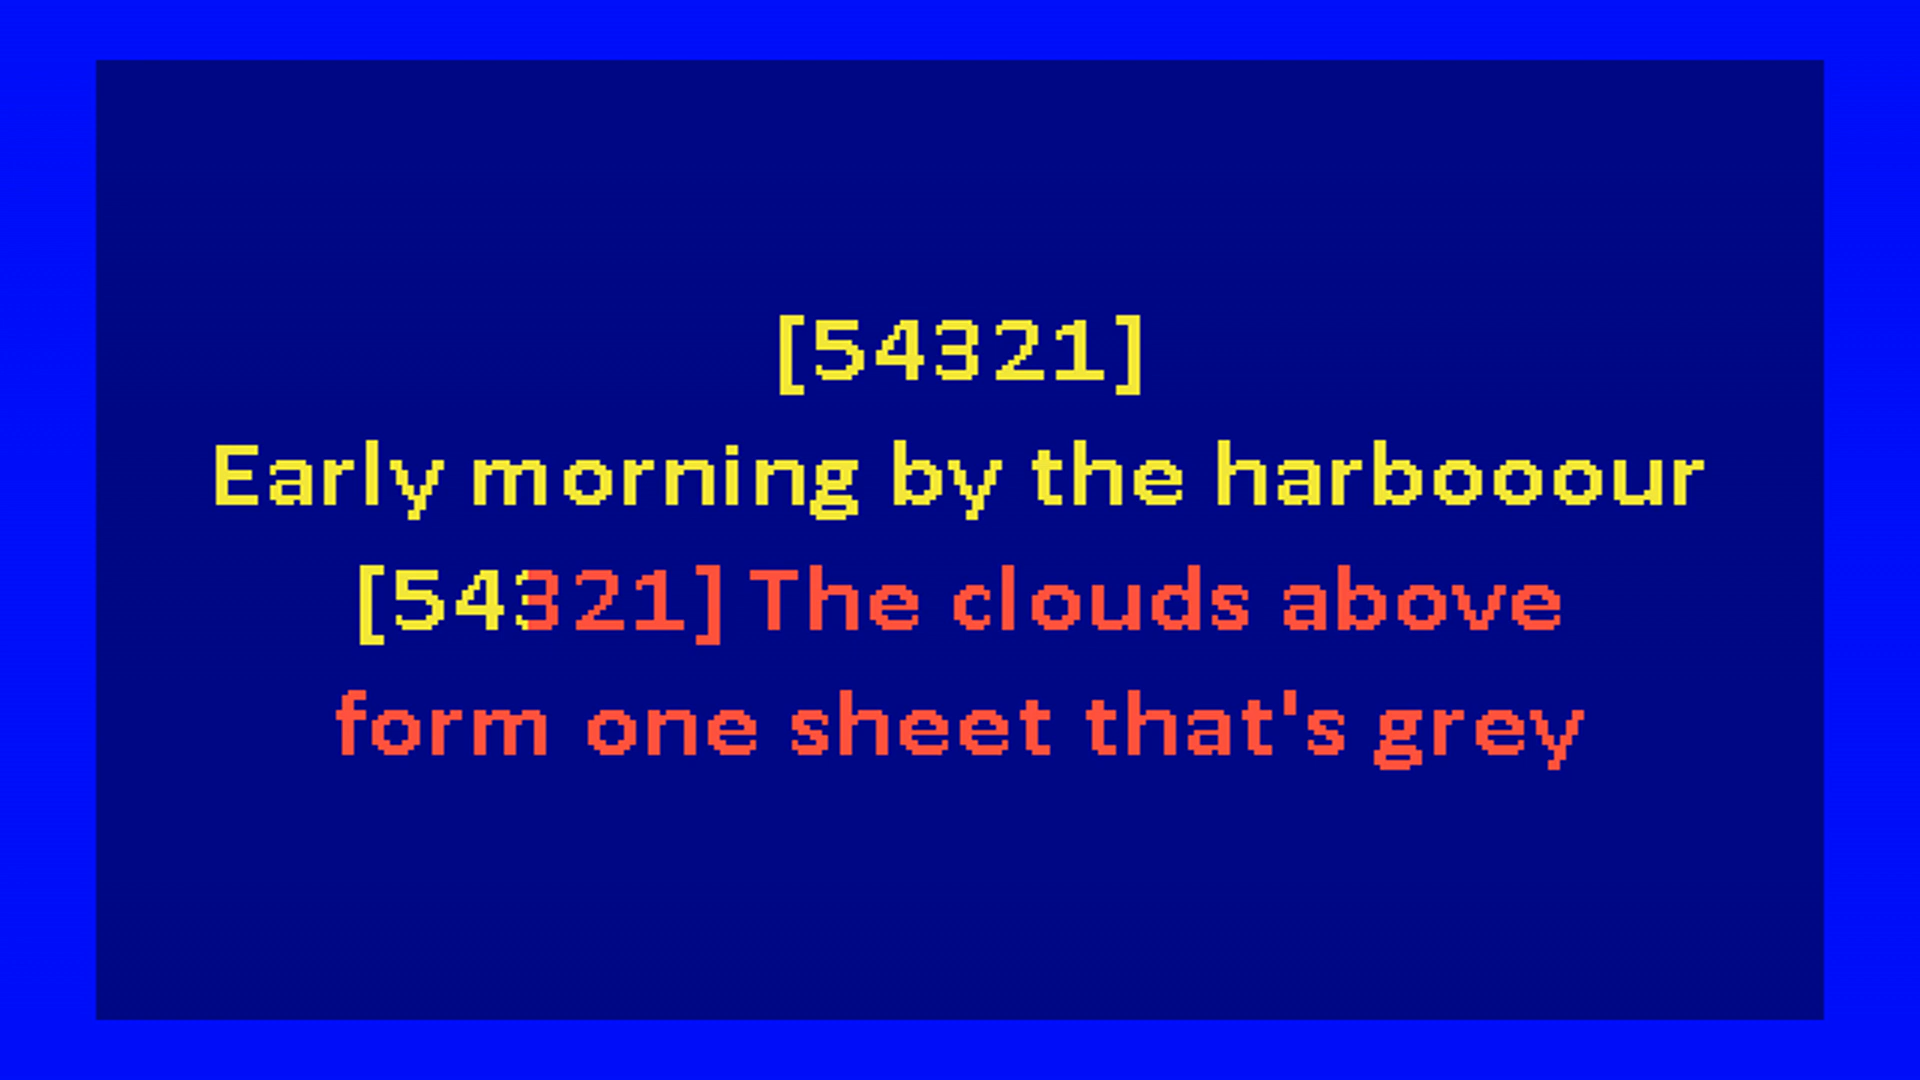 [54321]
Early morning by the harbooour
[54321] The clouds above
form one sheet that's grey